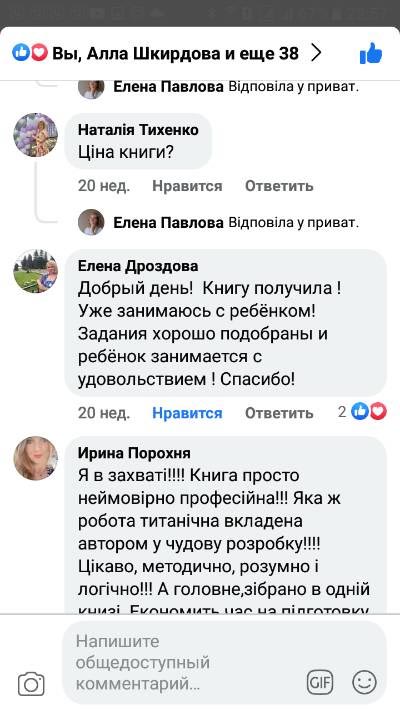 Вы, Алла Шкирдова и еще 38
Елена Павлова Відповіла у приват.
Наталія Тихенко
Ціна книги?
20 нед. Нравится Ответить
Елена Павлова Відповіла у приват.
Елена Дроздова
Добрый день! Книгу получила !
Уже занимаюсь с ребёнком!
Задания хорошо подобраны и
ребёнок занимается с
удовольствием ! Спасибо!
20 нед. Нравится Ответить 2
Ирина Порохня
Я в захваті!!!! Книга просто
неймовірно професійна!!! Яка ж
робота титанічна вкладена
автором у чудову розробку!!!!
Цікаво, методично, розумно і
логічно!!! А головне,зібрано в одній
книзі. Економить час на підготовку
Напишите
общедоступный
комментарий...
GIF